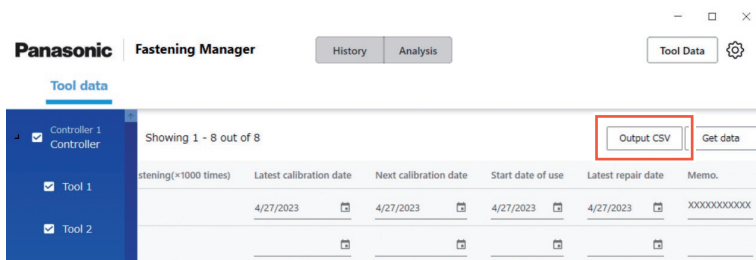 Panasonic Fastening Manager History Analysis Tool Data
Tool data
Controller 1
Controller
Showing 1 - 8 out of 8 Output CSV Get data
Latest calibration date Next calibration date Start date of use Latest repair date Memo.
(×1000 times)
Tool 1
4/27/2023 4/27/2023 4/27/2023 4/27/2023 XXXXXXXXXXX
Tool 2